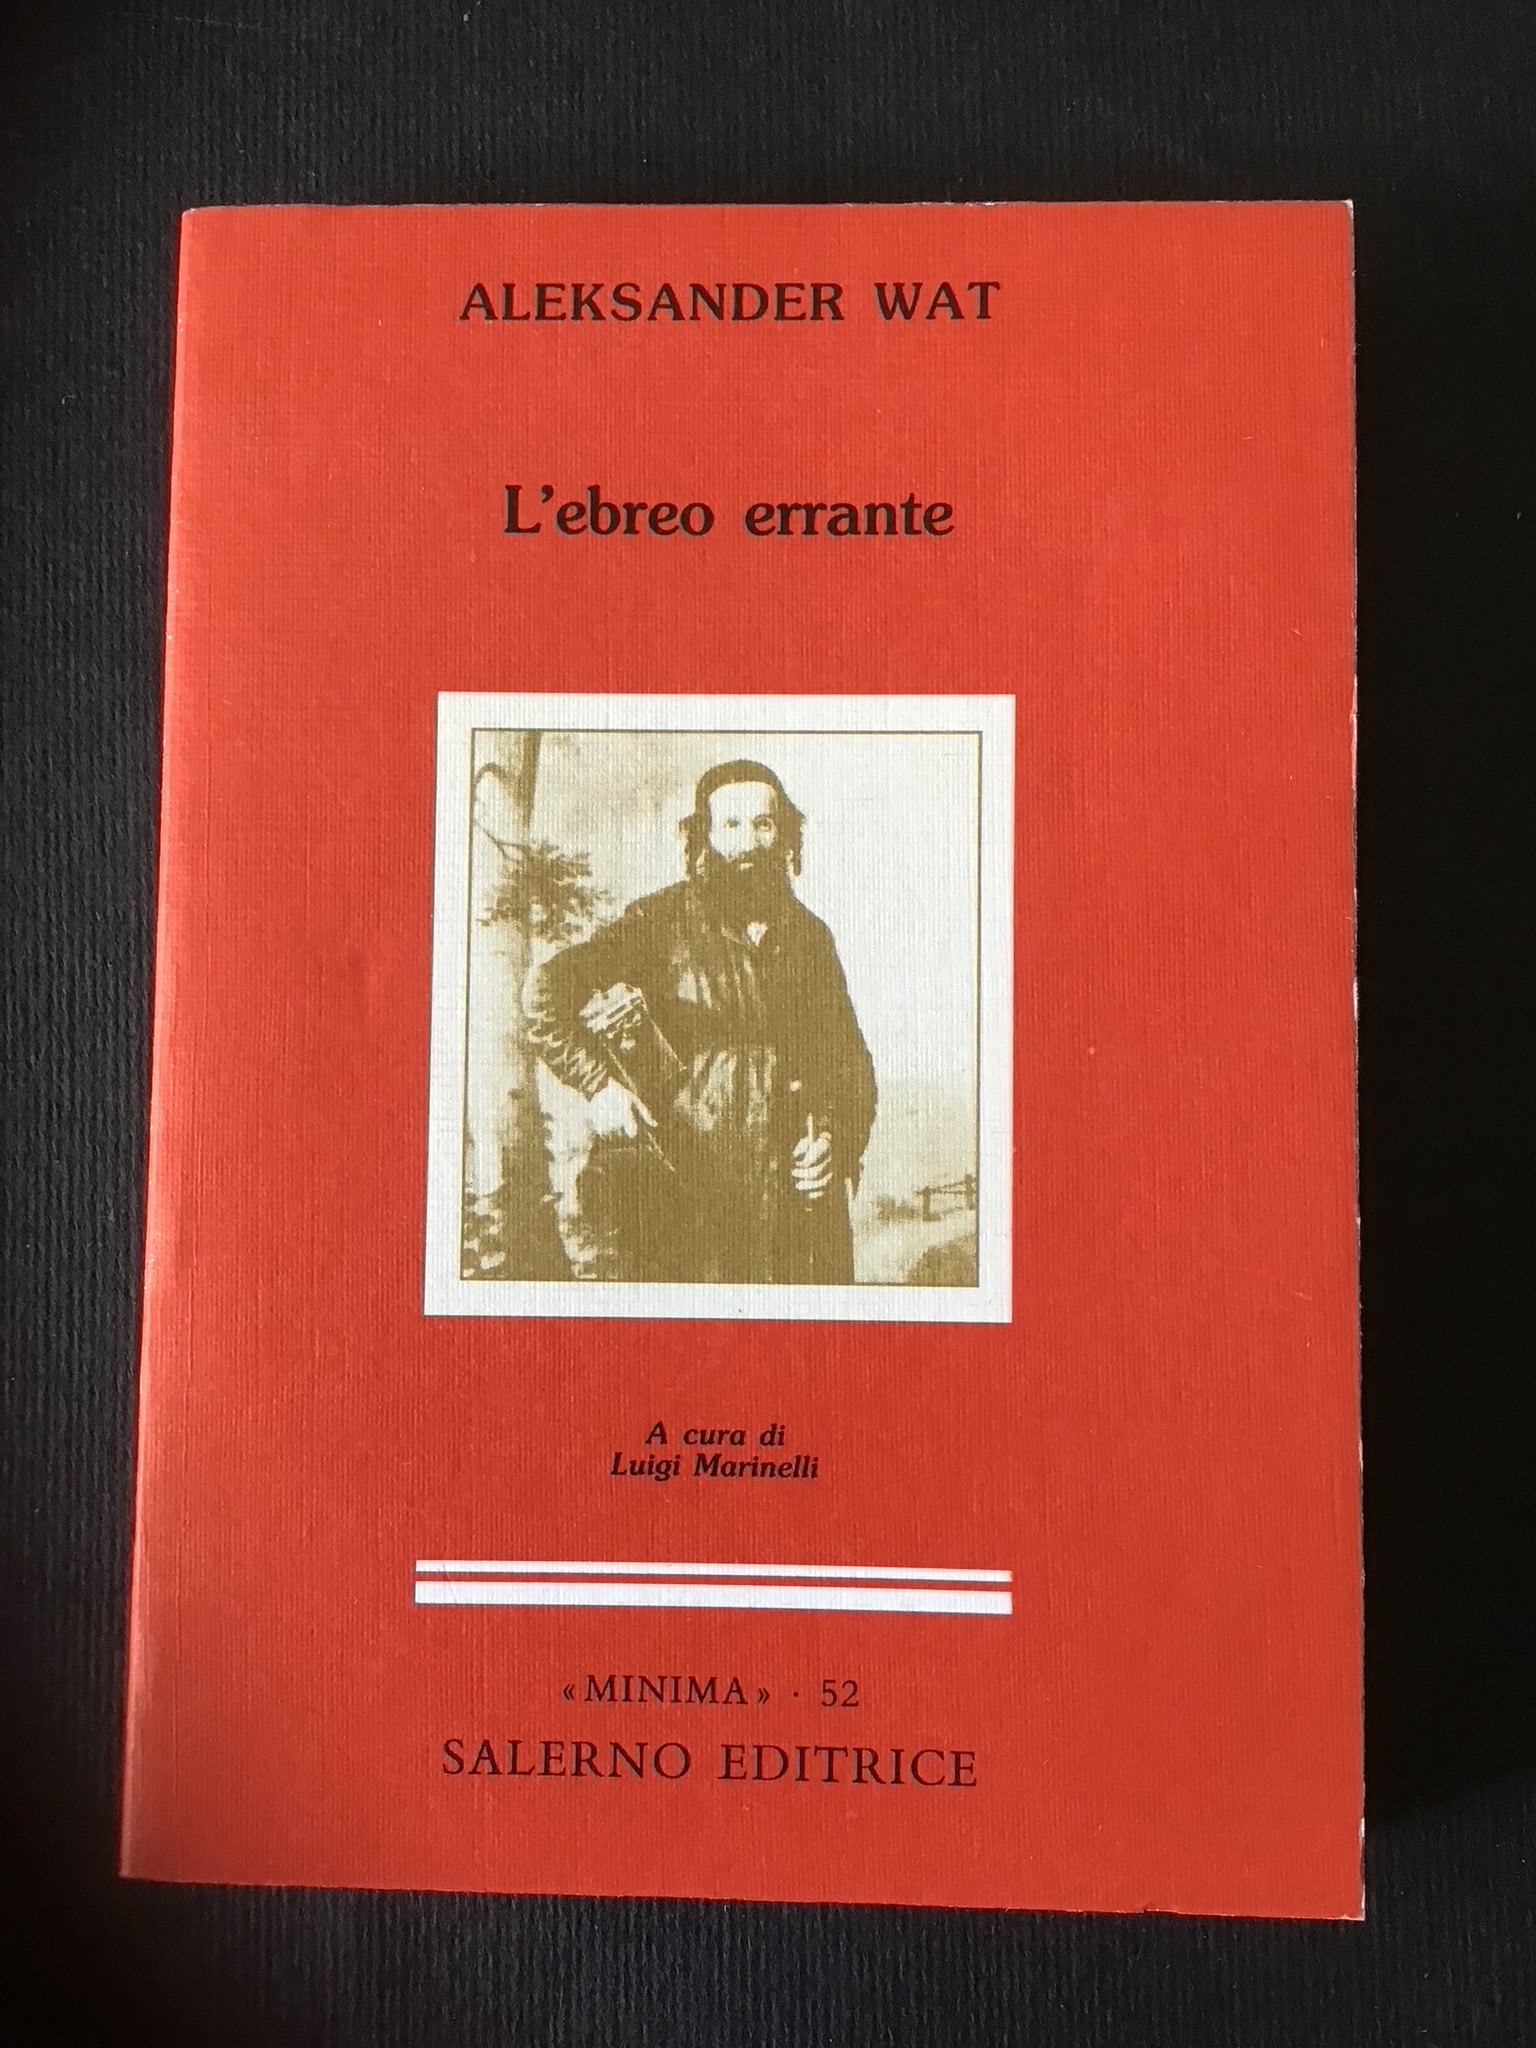 ALEKSANDER WAT
L'ebreo errante
A cura di
Luigi Marinelli
«MINIMA» · 52
SALERNO EDITRICE